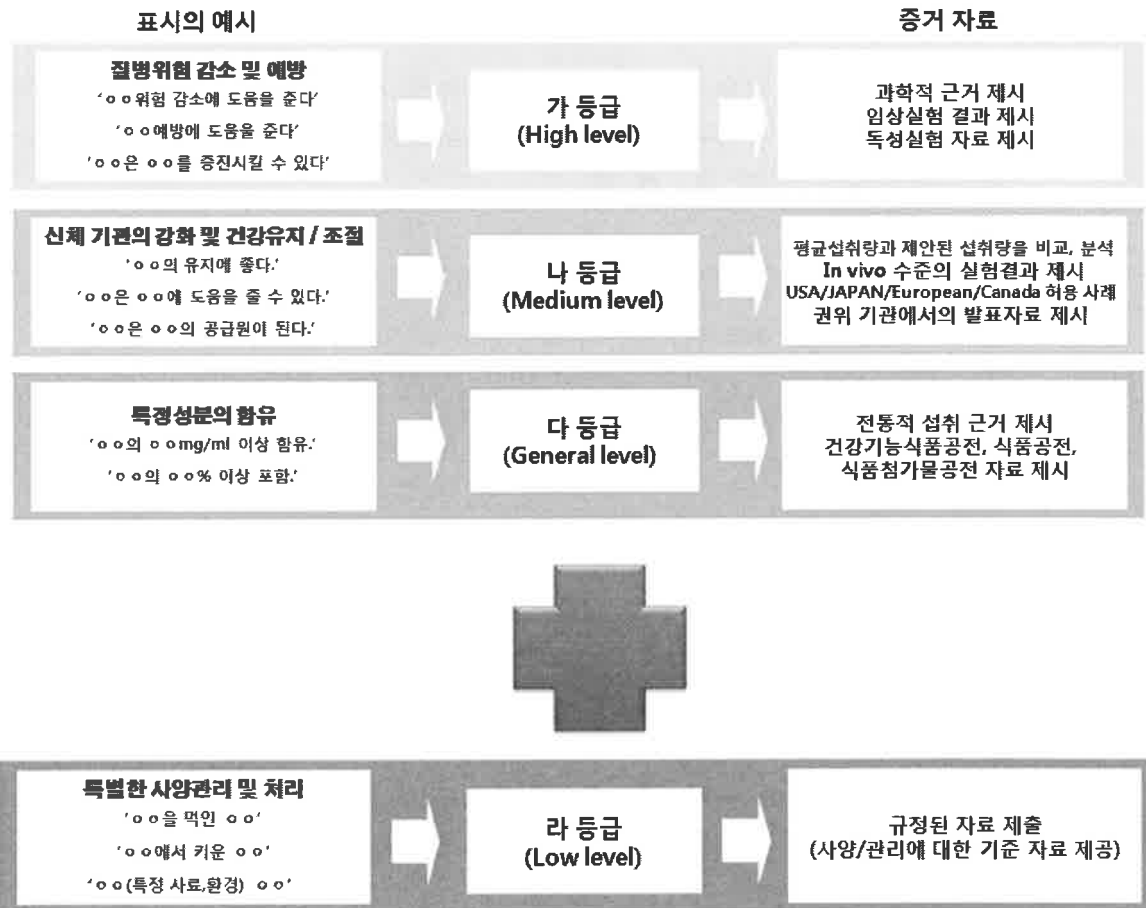 표시의 예시
증거 자료
질병위험 감소 및 예방
'ㅇㅇ위험 감소에 도움을 준다'
'ㅇㅇ예방에 도움을 준다'
'ㅇㅇ은 ㅇㅇ를 증진시킬 수 있다'
가 등급
(High level)
과학적 근거 제시
임상실험 결과 제시
독성실험 자료 제시
신체 기관의 강화 및 건강유지 / 조절
'ㅇㅇ의 유지에 좋다.'
'ㅇㅇ은 ㅇㅇ에 도움을 줄 수 있다.'
'ㅇㅇ은 ㅇㅇ의 공급원이 된다.'
나 등급
(Medium level)
평균섭취량과 제안된 섭취량을 비교, 분석
In vivo 수준의 실험결과 제시
USA/JAPAN/European/Canada 허용 사례
권위 기관에서의 발표자료 제시
특정성분의 함유
'ㅇㅇ의 ㅇㅇmg/ml 이상 함유.'
'ㅇㅇ의 ㅇㅇ% 이상 포함.'
다 등급
(General level)
전통적 섭취 근거 제시
건강기능식품공전, 식품공전,
식품첨가물공전 자료 제시
특별한 사양관리 및 처리
'ㅇㅇ을 먹인 ㅇㅇ'
'ㅇㅇ에서 키운 ㅇㅇ'
'ㅇㅇ(특정 사료,환경) ㅇㅇ'
라 등급
(Low level)
규정된 자료 제출
(사양/관리에 대한 기준 자료 제공)